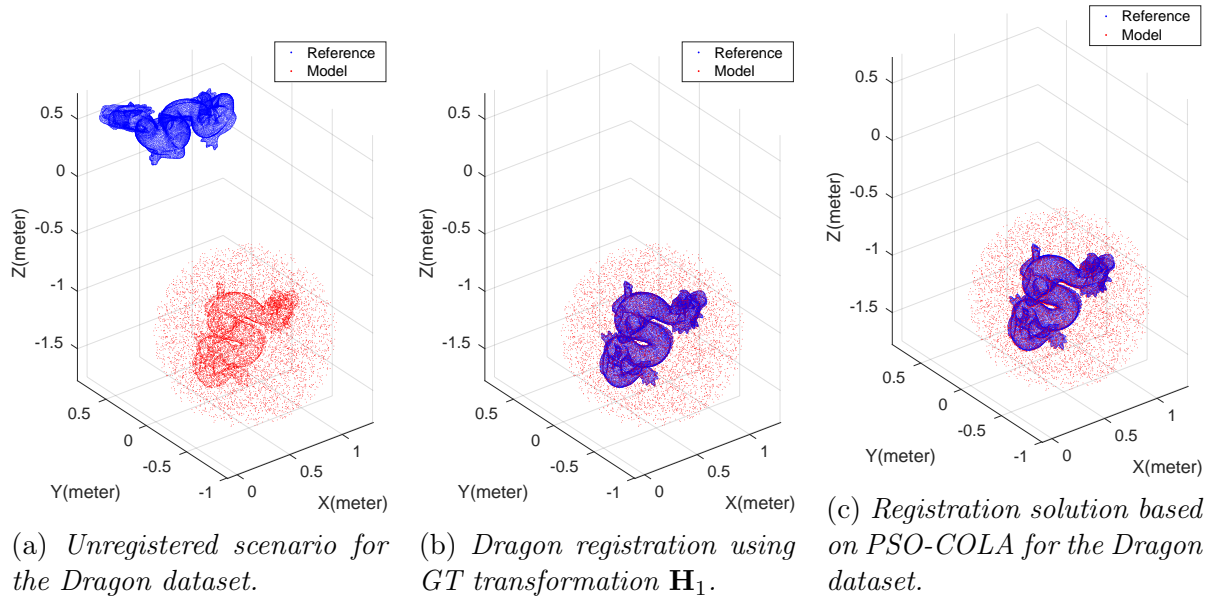 Reference
Model
0.5
0
-0.5
-1
-1.5
Z(meter)
0.5
0
-0.5
-1
Y(meter)
0
0.5
1
X(meter)
(a) Unregistered scenario for
the Dragon dataset.
Reference
Model
0.5
0
-0.5
-1
-1.5
Z(meter)
0.5
0
-0.5
-1
Y(meter)
0
0.5
1
X(meter)
(b) Dragon registration using
GT transformation H₁.
Reference
Model
0.5
0
-0.5
-1
-1.5
Z(meter)
0.5
0
-0.5
-1
Y(meter)
0
0.5
1
X(meter)
(c) Registration solution based
on PSO-COLA for the Dragon
dataset.